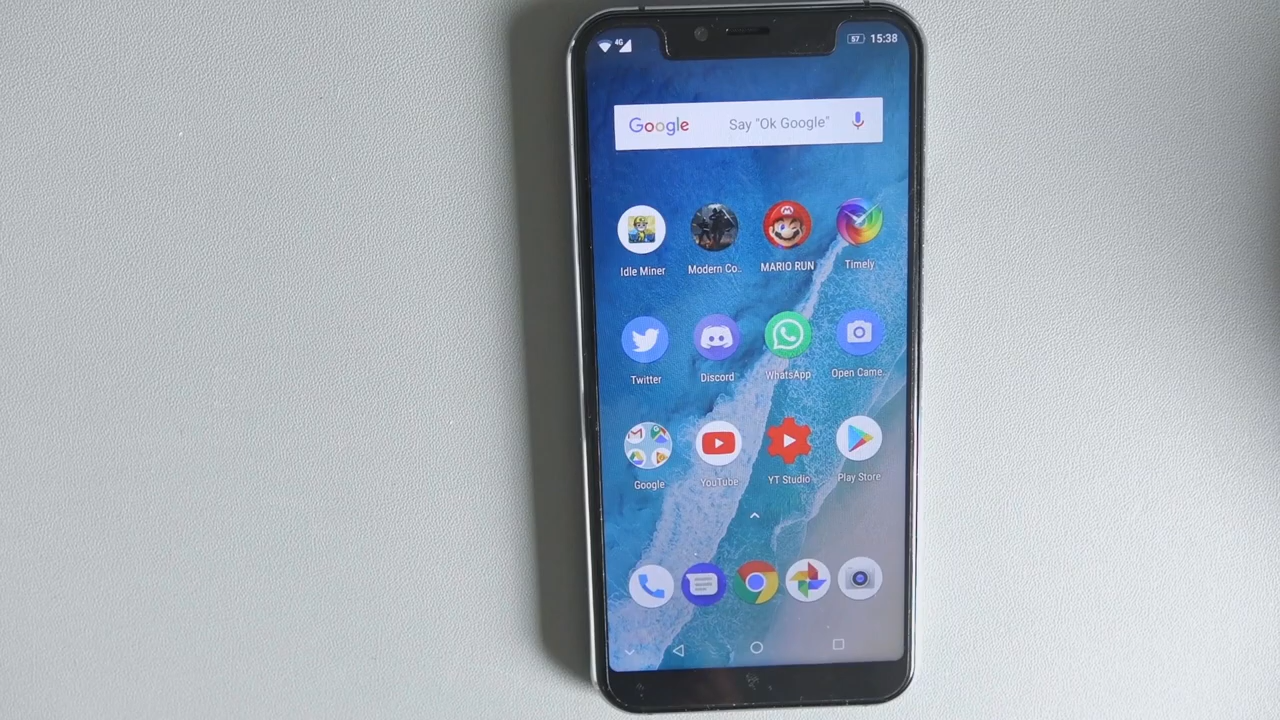 4G
57 15:38
Google Say "Ok Google"
Idle Miner Modern Co.. MARIO RUN Timely
Twitter Discord WhatsApp Open Came..
Google YouTube YT Studio Play Store